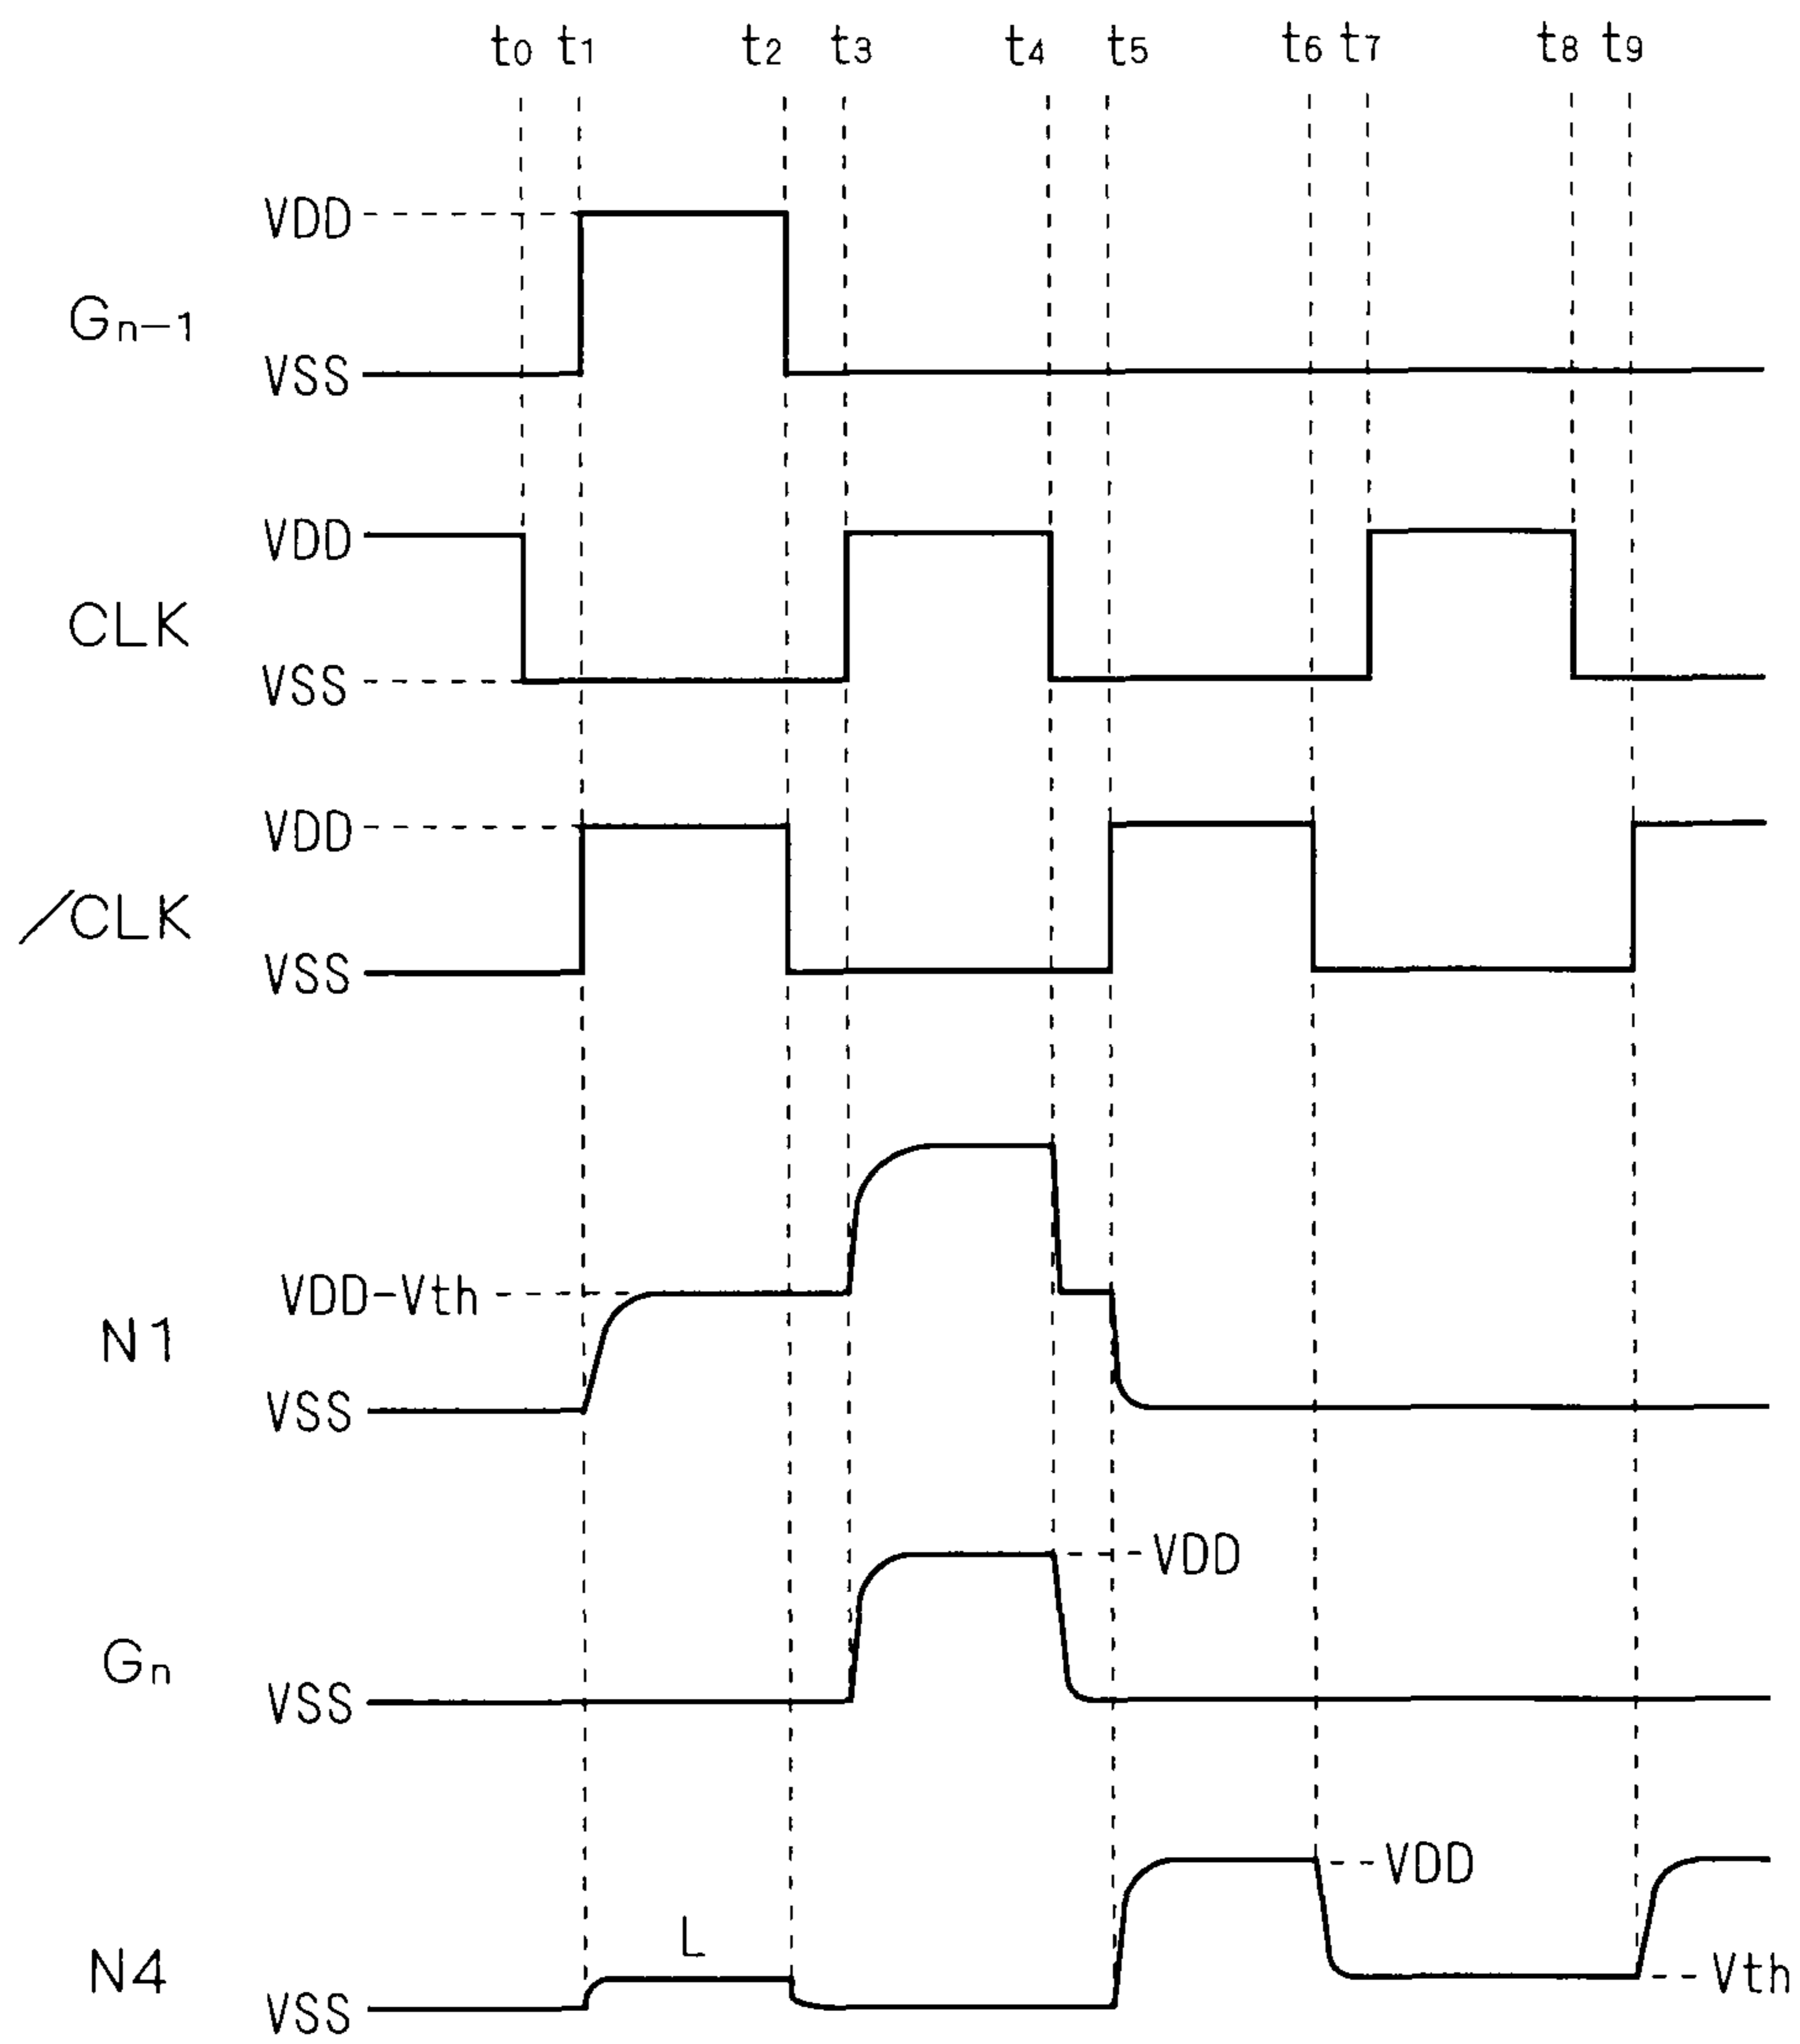 t0 t1 t2 t3 t4 t5 t6 t7 t8 t9
VDD
Gn-1
VSS
VDD
CLK
VSS
VDD
/CLK
VSS
VDD-Vth
N1
VSS
VDD
Gn
VSS
VDD
L
N4
Vth
VSS